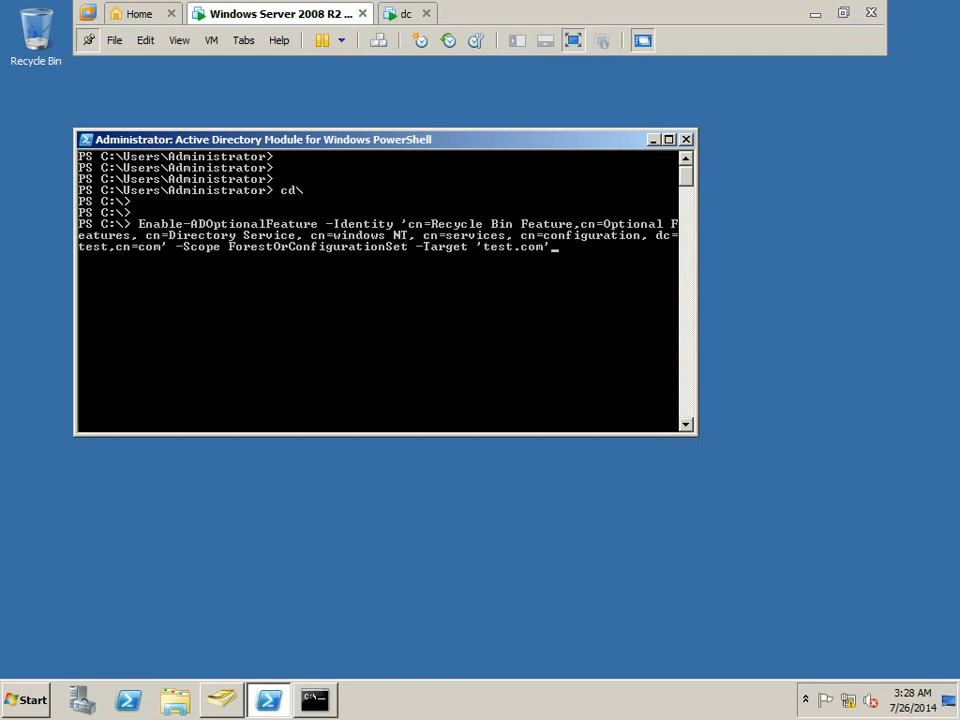 Home
Windows Server 2008 R2 ...
dc
File Edit View VM Tabs Help
Recycle Bin
Administrator: Active Directory Module for Windows PowerShell
PS C:\Users\Administrator>
PS C:\Users\Administrator>
PS C:\Users\Administrator>
PS C:\Users\Administrator> cd\
PS C:\>
PS C:\>
PS C:\> Enable-ADOptionalFeature -Identity 'cn=Recycle Bin Feature,cn=Optional F
eatures, cn=Directory Service, cn=windows NT, cn=services, cn=configuration, dc=
test,cn=com' -Scope ForestOrConfigurationSet -Target 'test.com'_
C:\_
Start
3:28 AM
7/26/2014